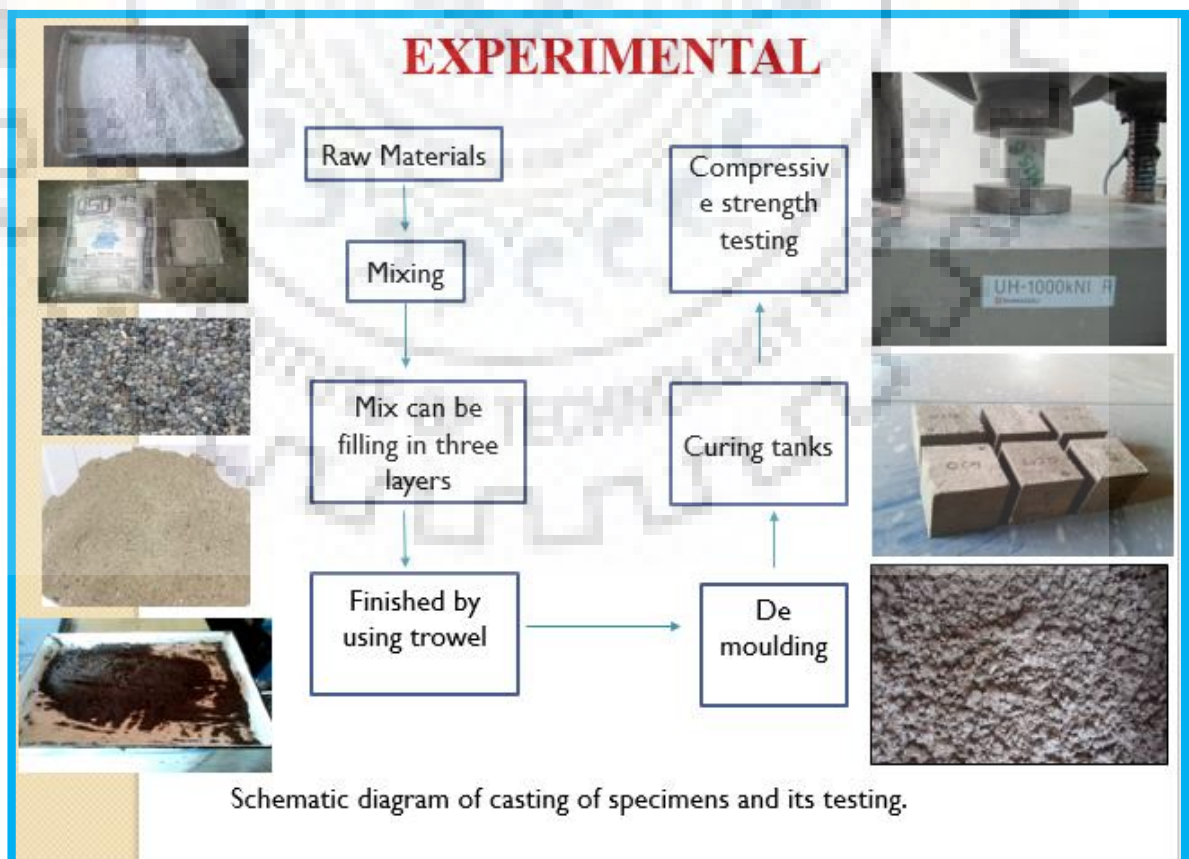 EXPERIMENTAL
Raw Materials
Mixing
Mix can be
filling in three
layers
Finished by
using trowel
De
moulding
Curing tanks
Compressiv
e strength
testing
UH-1000kNI R
Schematic diagram of casting of specimens and its testing.